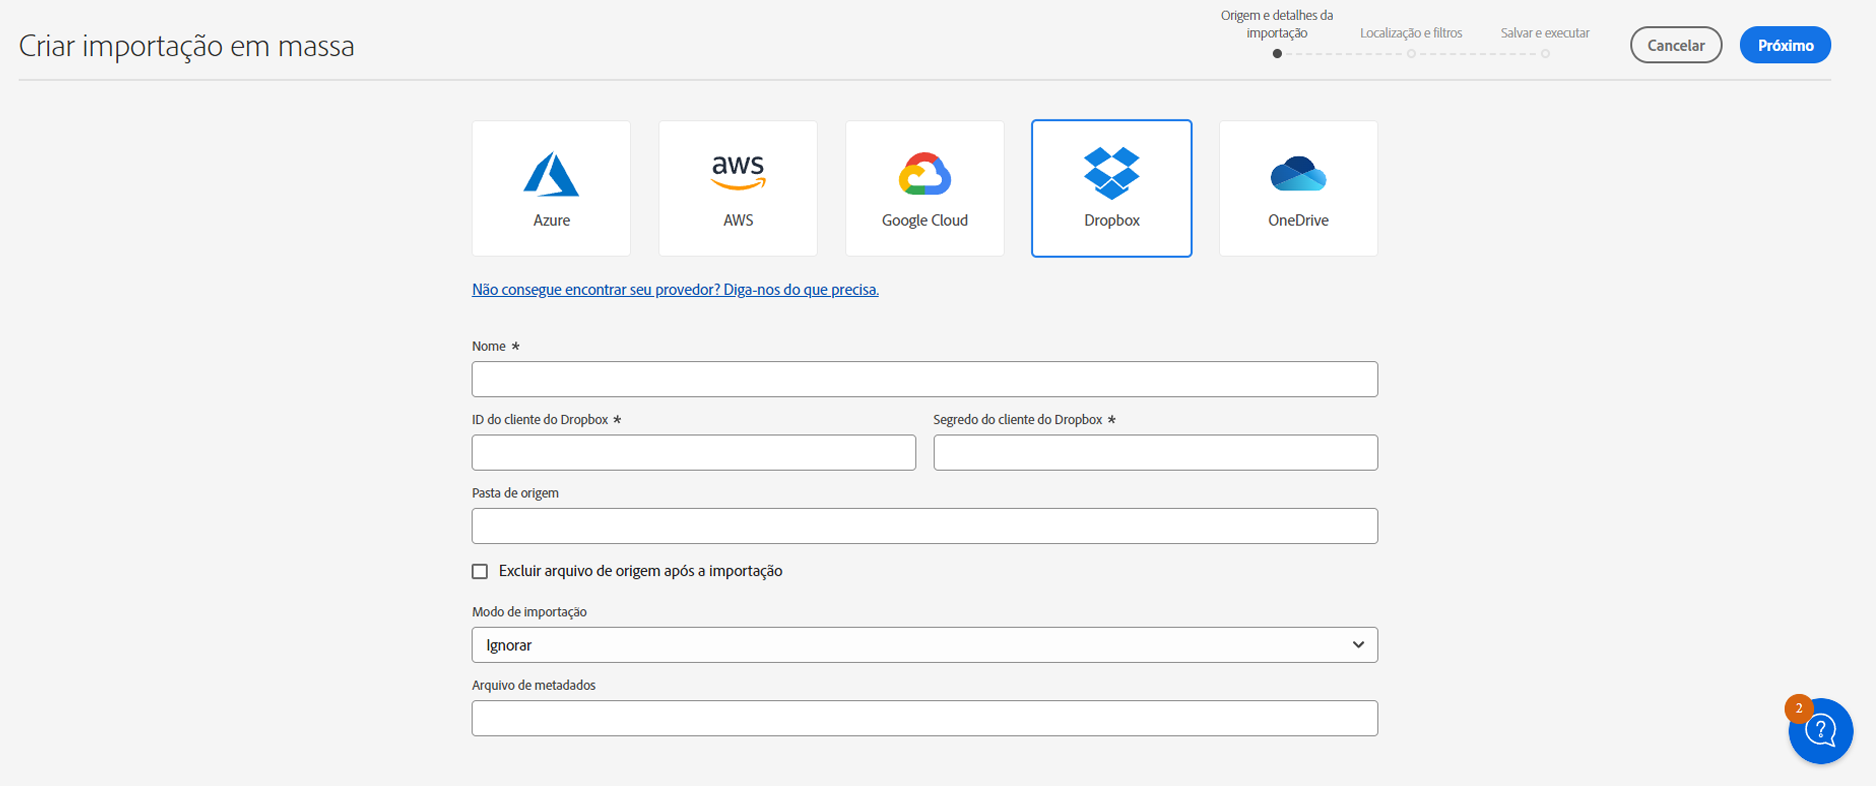 Criar importação em massa
Origem e detalhes da
importação
Localização e filtros
Salvar e executar
Cancelar
Próximo
aws
Azure
AWS
Google Cloud
Dropbox
OneDrive
Não consegue encontrar seu provedor? Diga-nos do que precisa.
Nome *
ID do cliente do Dropbox *
Segredo do cliente do Dropbox *
Pasta de origem
Excluir arquivo de origem após a importação
Modo de importação
Ignorar
Arquivo de metadados
2
?